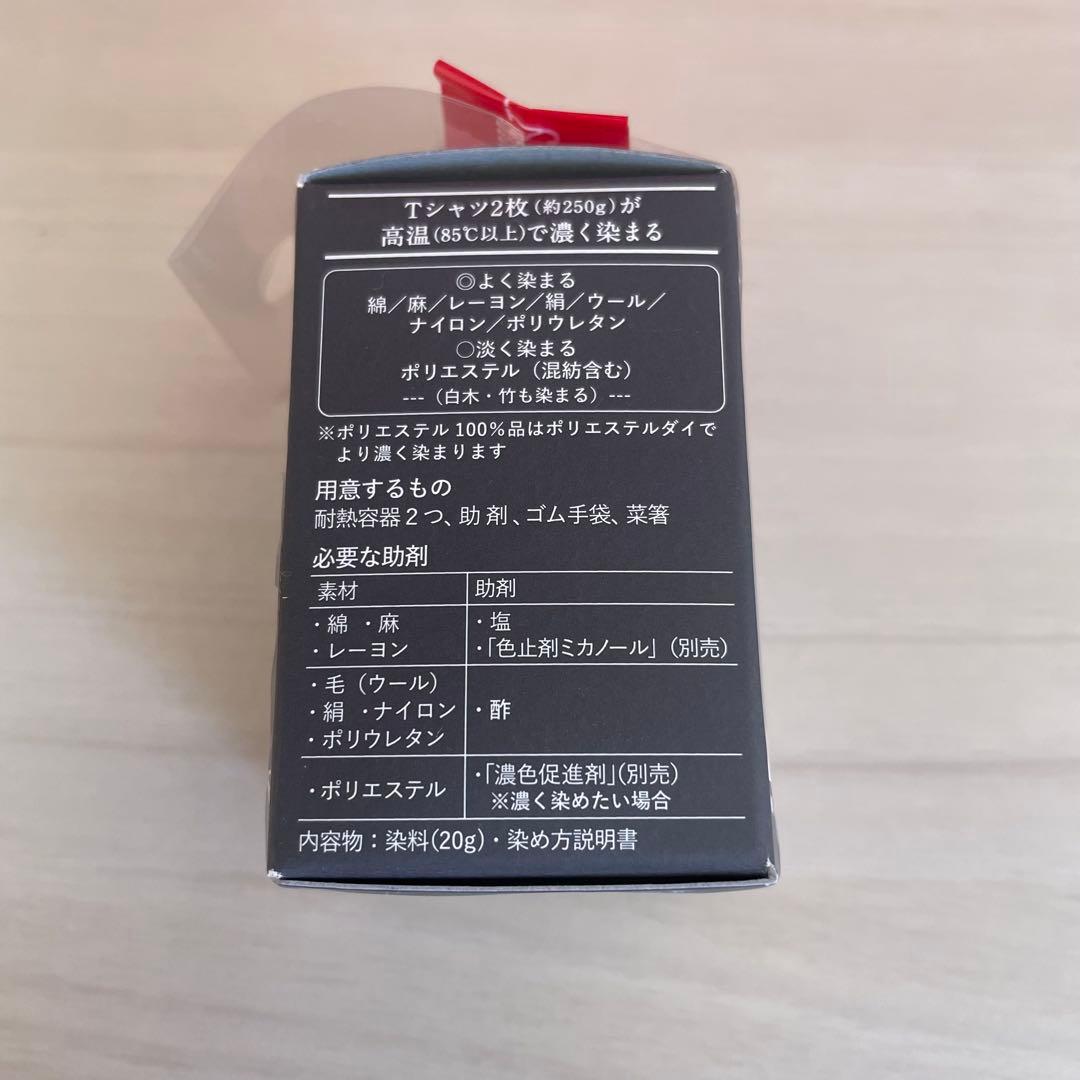 Tシャツ2枚(約250g)が
高温(85℃以上)で濃く染まる
◎よく染まる
綿/麻/レーヨン/絹/ウール/
ナイロン/ポリウレタン
○淡く染まる
ポリエステル(混紡含む)
---(白木・竹も染まる)---
※ポリエステル100%品はポリエステルダイで
より濃く染まります
用意するもの
耐熱容器2つ、助剤、ゴム手袋、菜箸
必要な助剤
素材 助剤
・綿 ・麻 ・塩
・レーヨン ・「色止剤ミカノール」(別売)
・毛(ウール)
・絹 ・ナイロン ・酢
・ポリウレタン
・ポリエステル ・「濃色促進剤」(別売)
※濃く染めたい場合
内容物:染料(20g)・染め方説明書